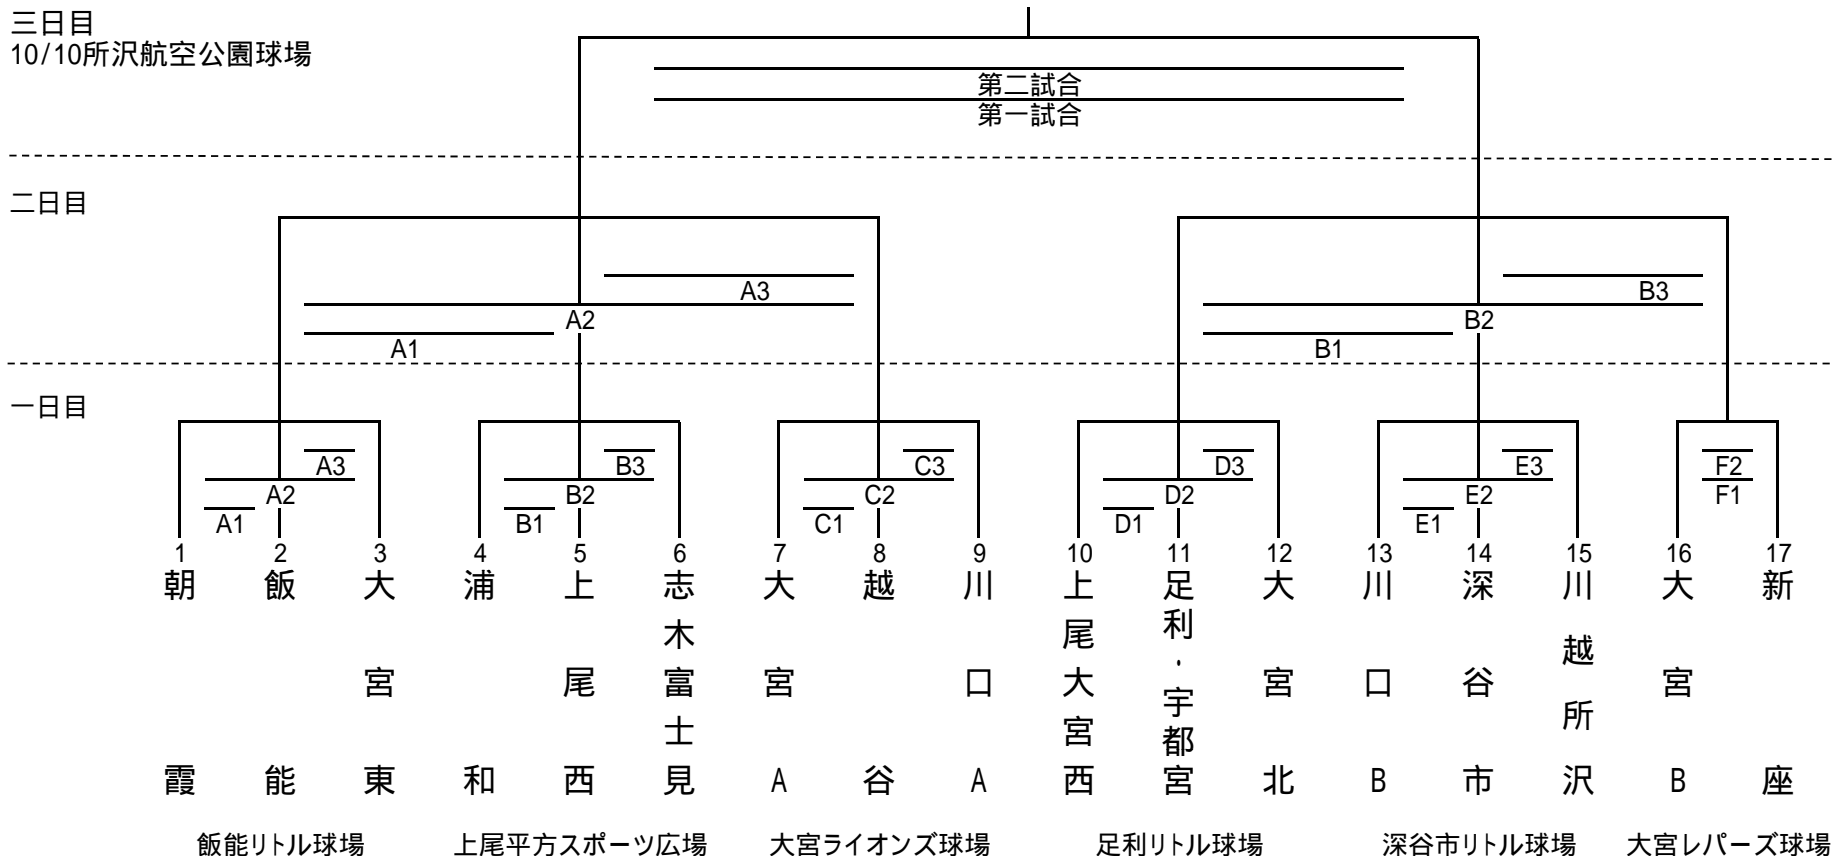 三日目
10/10所沢航空公園球場
第二試合
第一試合
二日目
A3
B3
A2
B2
A1
B1
一日目
A3
B3
C3
D3
E3
F2
A2
B2
C2
D2
E2
F1
A1
B1
C1
D1
E1
1 2 3 4 5 6 7 8 9 10 11 12 13 14 15 16 17
朝霞
飯能
大宮東
浦和
上尾西
志木富士見
大宮A
越谷
川口A
上尾大宮西
足利・宇都宮
大宮北
川口B
深谷市
川越所沢
大宮B
新座
飯能リトル球場
上尾平方スポーツ広場
大宮ライオンズ球場
足利リトル球場
深谷市リトル球場
大宮レパーズ球場